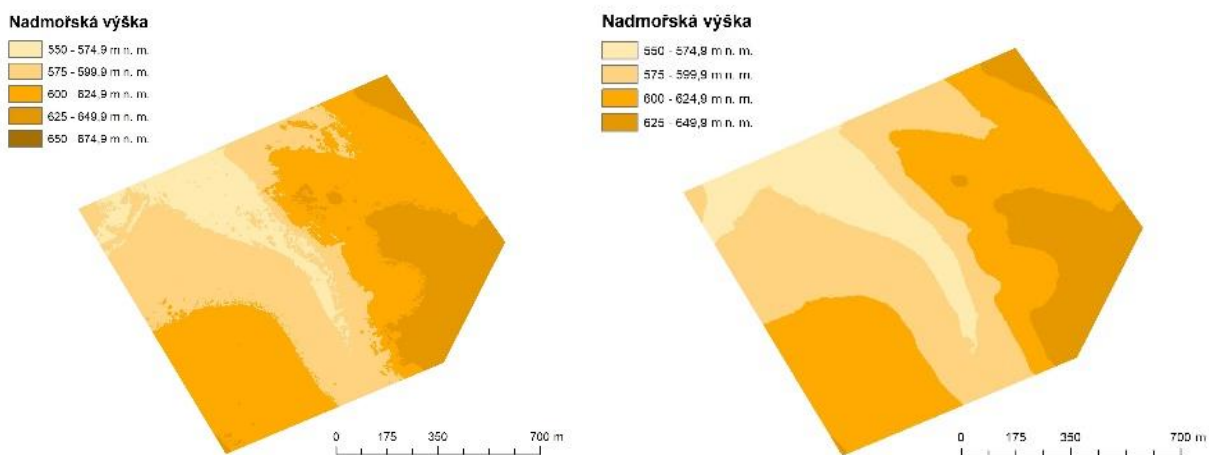 Nadmořská výška
550 - 574,9 m n. m.
575 - 599,9 m n. m.
600 - 624,9 m n. m.
625 - 649,9 m n. m.
650 - 674,9 m n. m.
0 175 350 700 m
Nadmořská výška
550 - 574,9 m n. m.
575 - 599,9 m n. m.
600 - 624,9 m n. m.
625 - 649,9 m n. m.
0 175 350 700 m